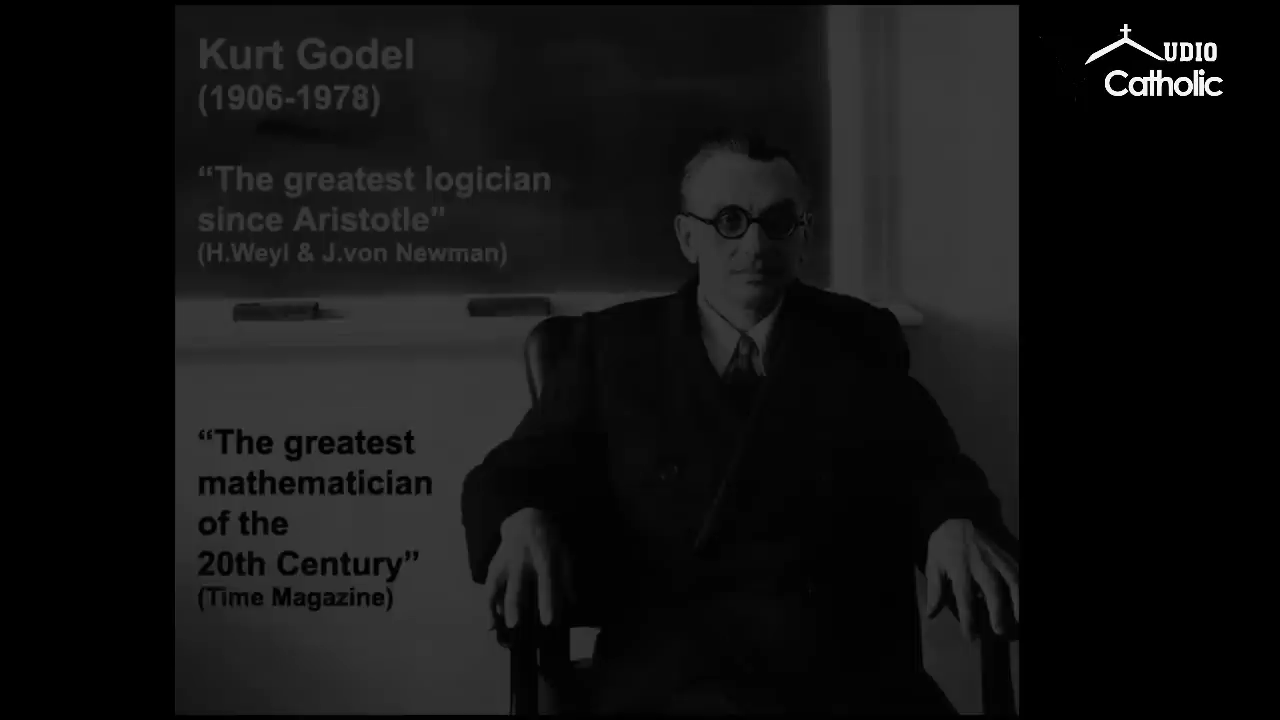 Kurt Godel
(1906-1978)
“The greatest logician
since Aristotle”
(H.Weyl & J.von Newman)
“The greatest
mathematician
of the
20th Century”
(Time Magazine)
UDIO
Catholic